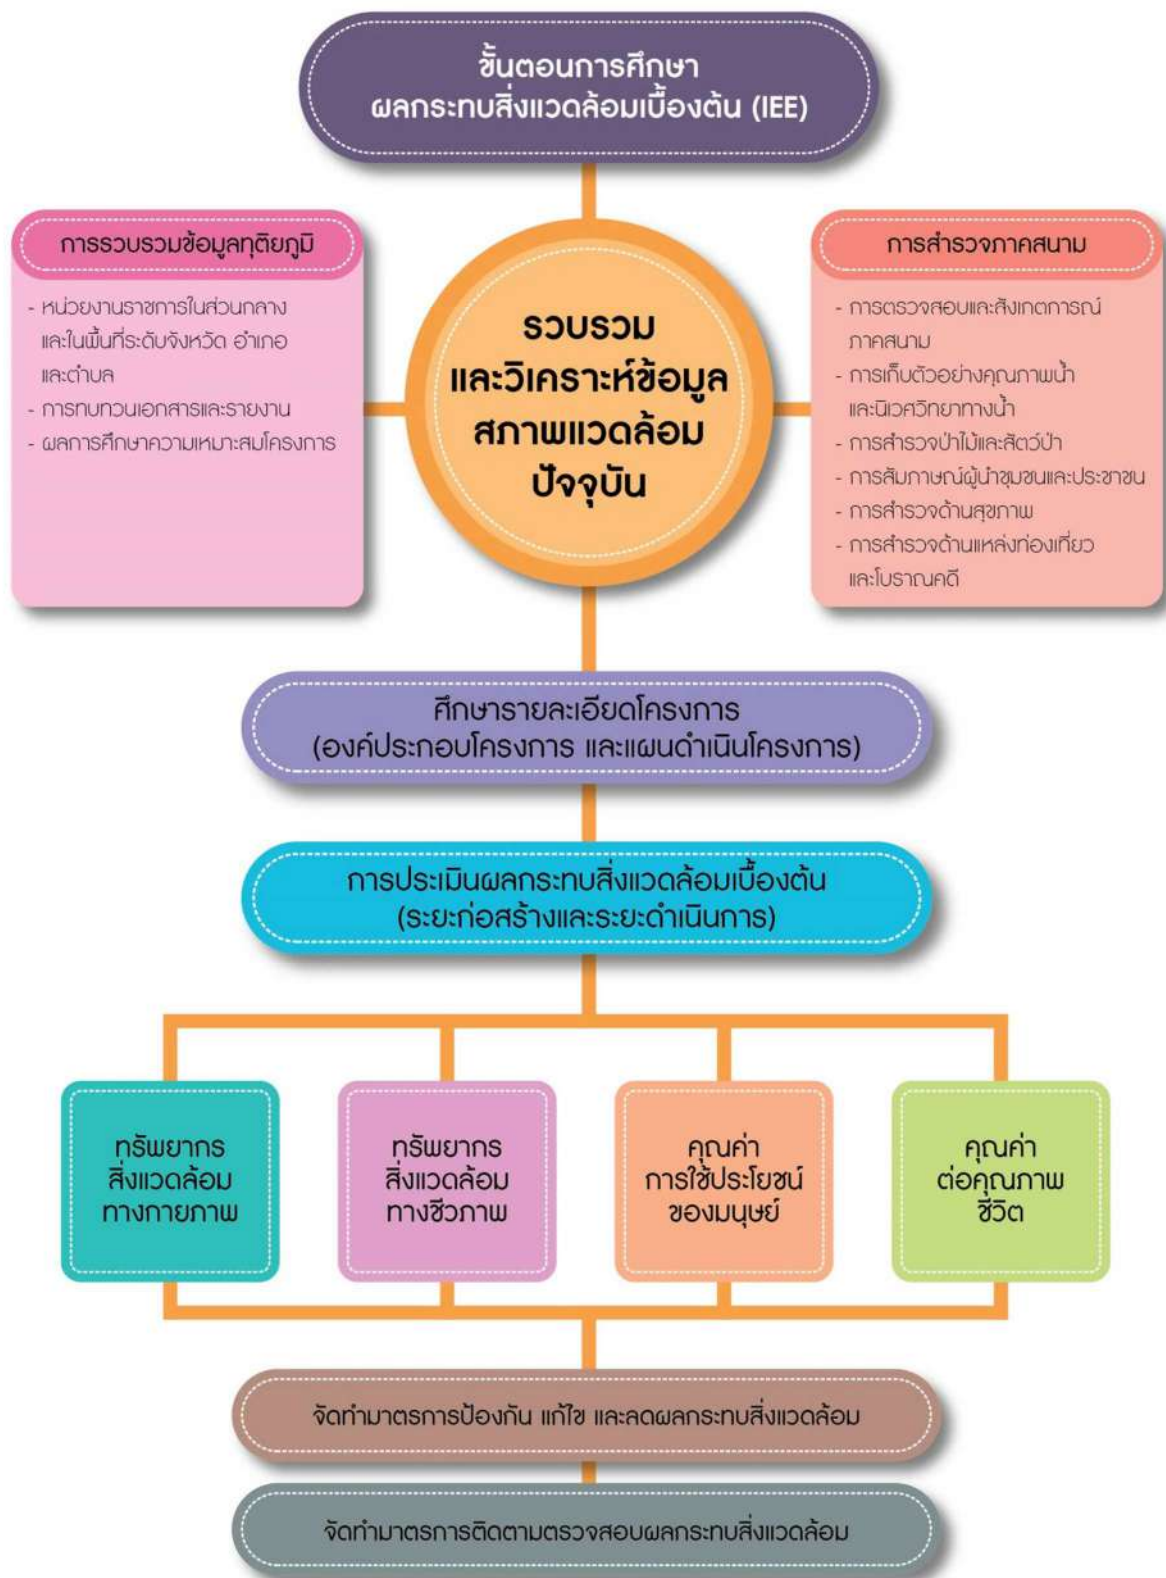 ขั้นตอนการศึกษา
ผลกระทบสิ่งแวดล้อมเบื้องต้น (IEE)
การรวบรวมข้อมูลทุติยภูมิ
- หน่วยงานราชการในส่วนกลาง
และในพื้นที่ระดับจังหวัด อำเภอ
และตำบล
- การทบทวนเอกสารและรายงาน
- ผลการศึกษาความเหมาะสมโครงการ
รวบรวม
และวิเคราะห์ข้อมูล
สภาพแวดล้อม
ปัจจุบัน
การสำรวจภาคสนาม
- การตรวจสอบและสังเกตการณ์
ภาคสนาม
- การเก็บตัวอย่างคุณภาพน้ำ
และนิเวศวิทยาทางน้ำ
- การสำรวจป่าไม้และสัตว์ป่า
- การสัมภาษณ์ผู้นำชุมชนและประชาชน
- การสำรวจด้านสุขภาพ
- การสำรวจด้านแหล่งท่องเที่ยว
และโบราณคดี
ศึกษารายละเอียดโครงการ
(องค์ประกอบโครงการ และแผนดำเนินโครงการ)
การประเมินผลกระทบสิ่งแวดล้อมเบื้องต้น
(ระยะก่อสร้างและระยะดำเนินการ)
ทรัพยากร
สิ่งแวดล้อม
ทางกายภาพ
ทรัพยากร
สิ่งแวดล้อม
ทางชีวภาพ
คุณค่า
การใช้ประโยชน์
ของมนุษย์
คุณค่า
ต่อคุณภาพ
ชีวิต
จัดทำมาตรการป้องกัน แก้ไข และลดผลกระทบสิ่งแวดล้อม
จัดทำมาตรการติดตามตรวจสอบผลกระทบสิ่งแวดล้อม